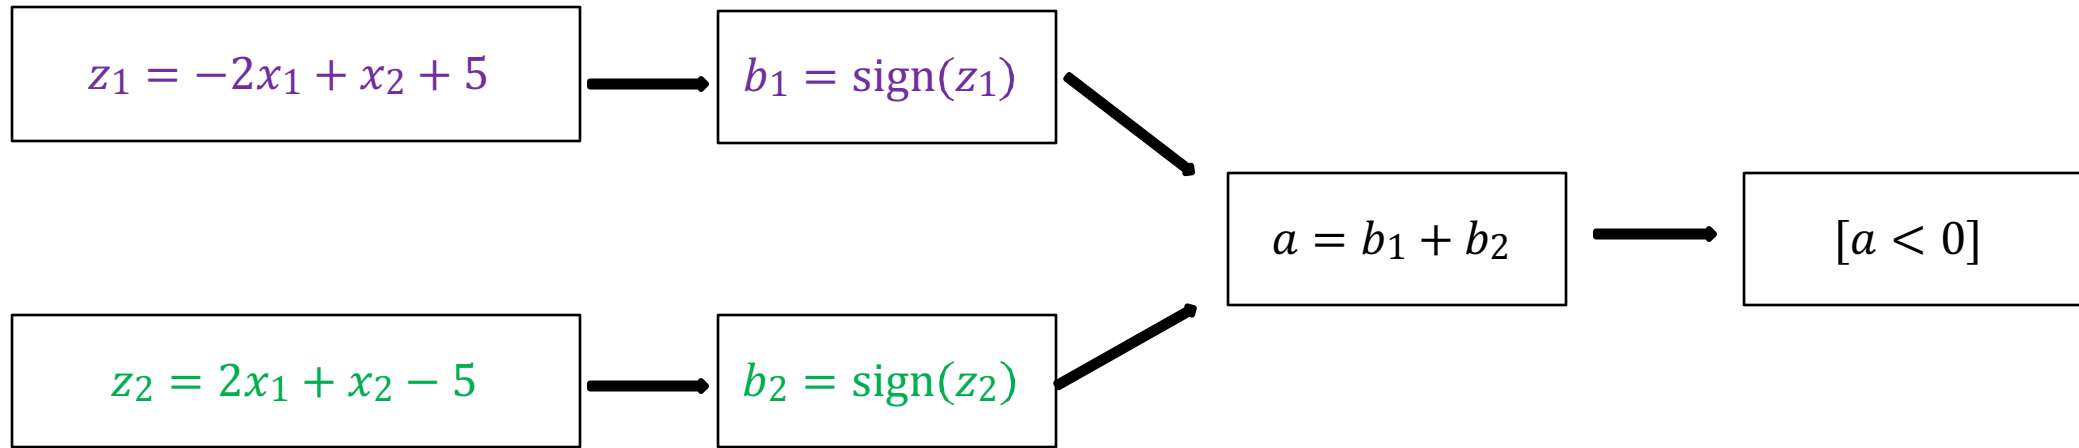 z₁ = −2x₁ + x₂ + 5
b₁ = sign(z₁)
a = b₁ + b₂
[a < 0]
z₂ = 2x₁ + x₂ − 5
b₂ = sign(z₂)